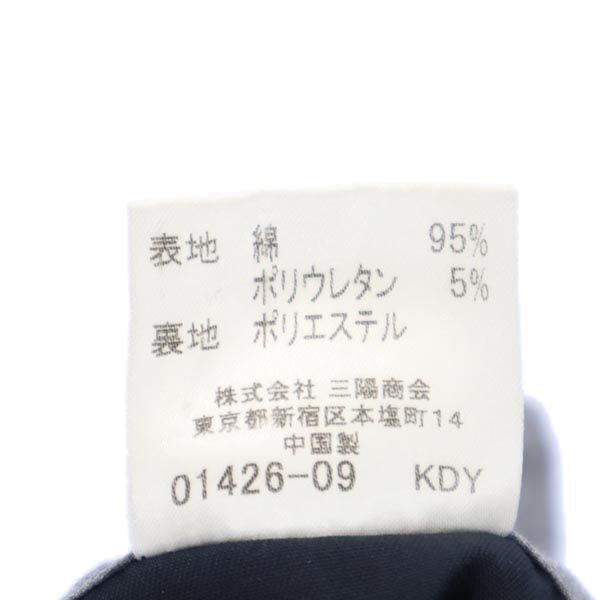 表地 綿 95%
ポリウレタン 5%
裏地 ポリエステル
株式会社 三陽商会
東京都新宿区本塩町14
中国製
01426-09 KDY